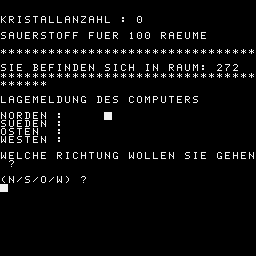 KRISTALLANZAHL : 0
SAUERSTOFF FUER 100 RAEUME
********************************
SIE BEFINDEN SICH IN RAUM: 272
********************************
******
LAGEMELDUNG DES COMPUTERS
NORDEN :
SUEDEN :
OSTEN  :
WESTEN :
WELCHE RICHTUNG WOLLEN SIE GEHEN
 ?
(N/S/O/W) ?